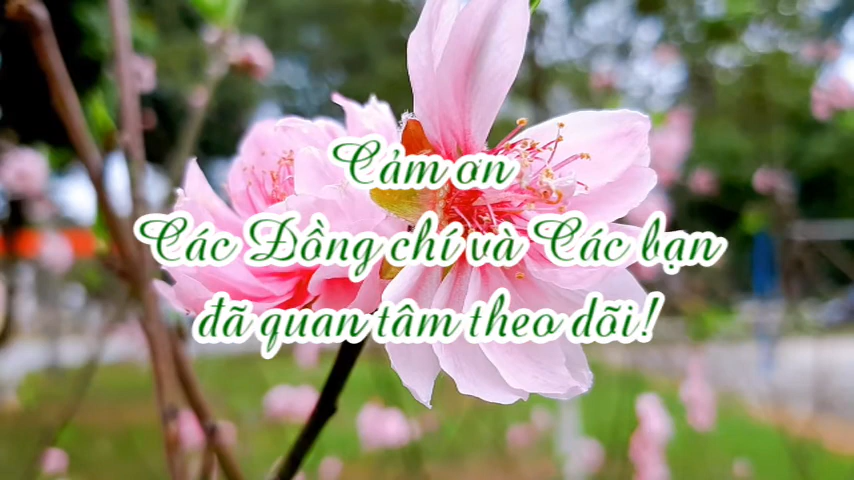 Cảm ơn
Các Đồng chí và Các bạn
đã quan tâm theo dõi!